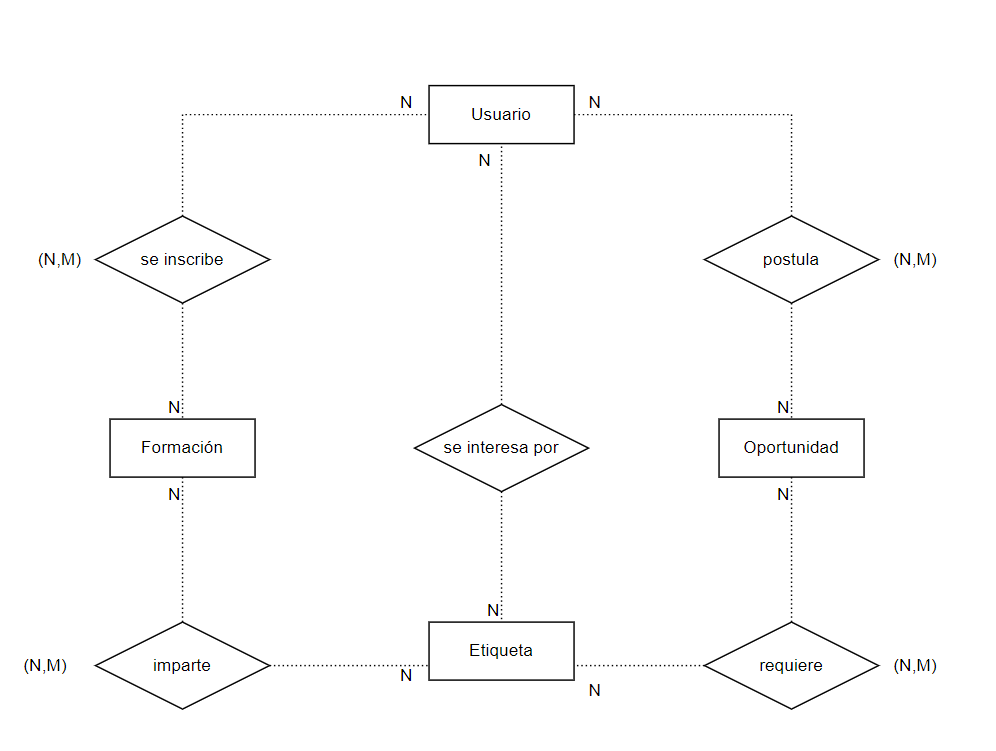 N
Usuario
N
N
(N,M)
se inscribe
postula
(N,M)
N
N
Formación
se interesa por
Oportunidad
N
N
N
Etiqueta
(N,M)
imparte
N
requiere
(N,M)
N